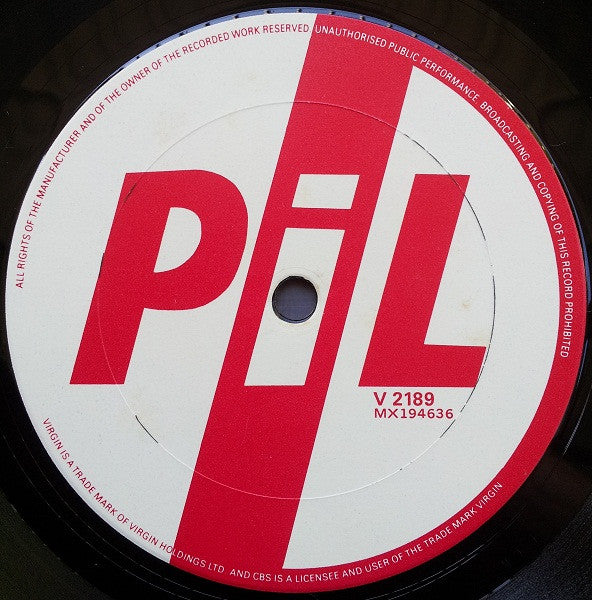 ALL RIGHTS OF THE MANUFACTURER AND OF THE OWNER OF THE RECORDED WORK RESERVED UNAUTHORISED PUBLIC PERFORMANCE BROADCASTING AND COPYING OF THIS RECORD PROHIBITED
PiL
V 2189
MX194636
VIRGIN IS A TRADE MARK OF VIRGIN HOLDINGS LTD AND CBS IS A LICENSEE AND USER OF THE TRADE MARK VIRGIN